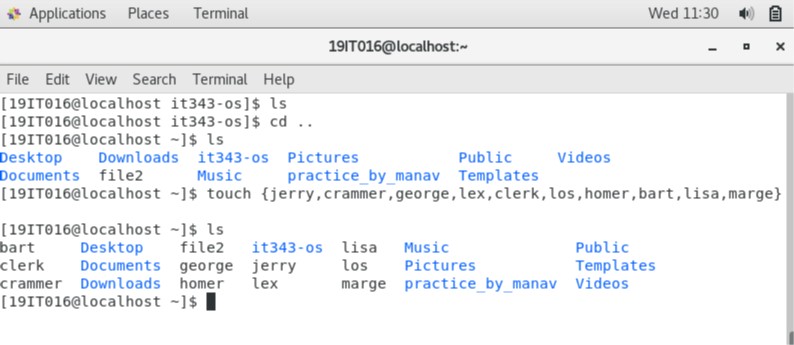 Applications Places Terminal Wed 11:30
19IT016@localhost:~
File Edit View Search Terminal Help
[19IT016@localhost it343-os]$ ls
[19IT016@localhost it343-os]$ cd ..
[19IT016@localhost ~]$ ls
Desktop Downloads it343-os Pictures Public Videos
Documents file2 Music practice_by_manav Templates
[19IT016@localhost ~]$ touch {jerry,crammer,george,lex,clerk,los,homer,bart,lisa,marge}
[19IT016@localhost ~]$ ls
bart Desktop file2 it343-os lisa Music Public
clerk Documents george jerry los Pictures Templates
crammer Downloads homer lex marge practice_by_manav Videos
[19IT016@localhost ~]$